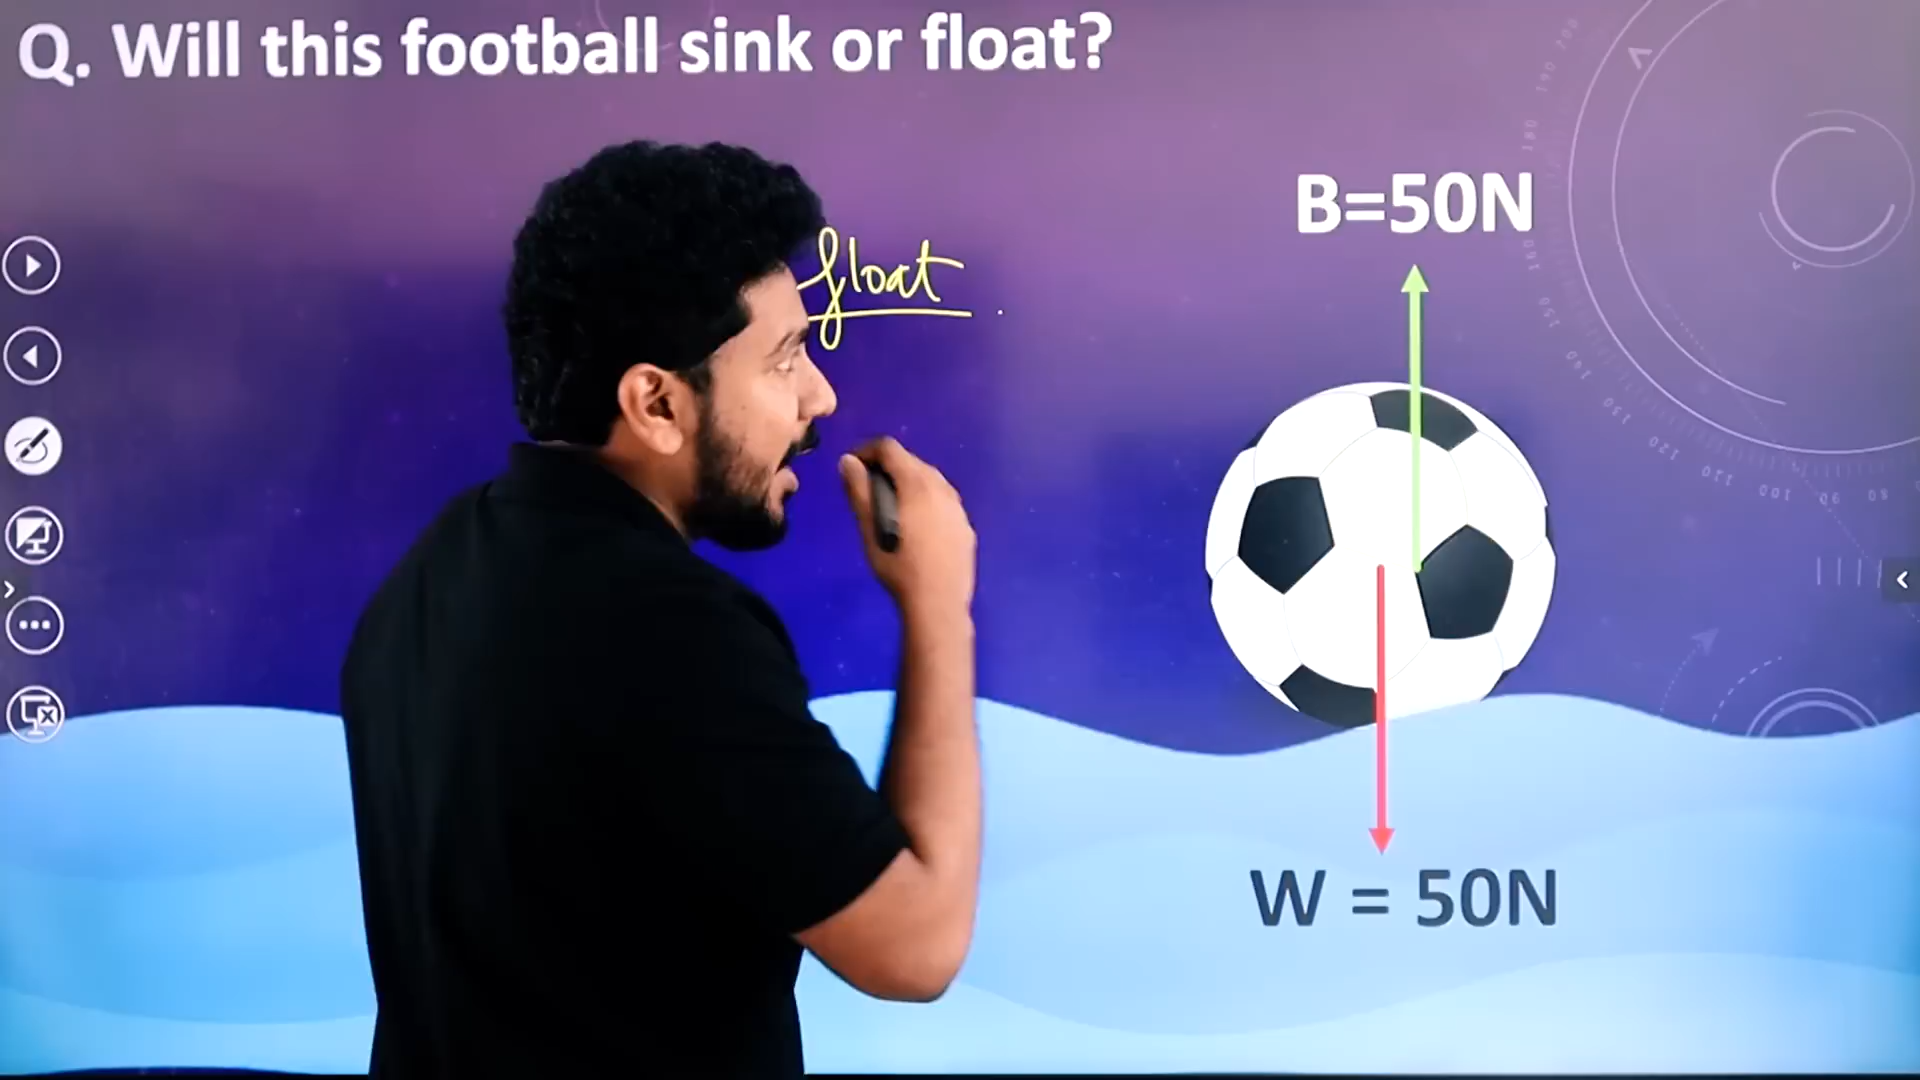 Q. Will this football sink or float?
B=50N
float
W = 50N